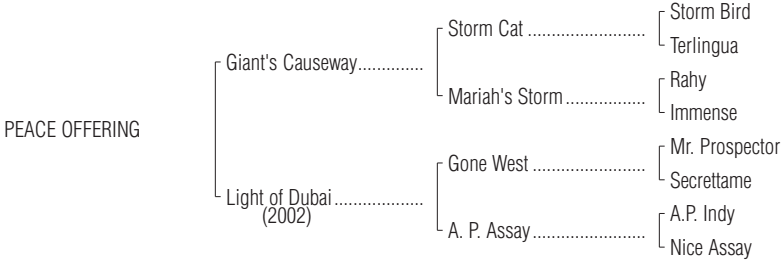 Storm Bird
Storm Cat ........................
Terlingua
Giant's Causeway..............
Rahy
Mariah's Storm .................
Immense
PEACE OFFERING
Mr. Prospector
Gone West ........................
Secrettame
Light of Dubai ...................
(2002)
A.P. Indy
A. P. Assay........................
Nice Assay